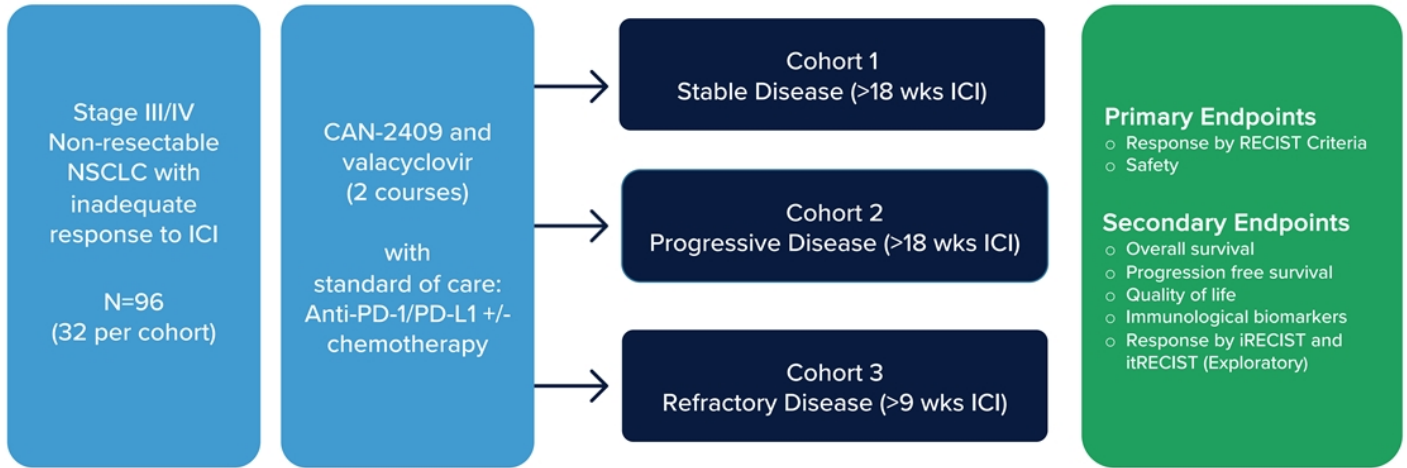 Stage III/IV
Non-resectable
NSCLC with
inadequate
response to ICI
N=96
(32 per cohort)
CAN-2409 and
valacyclovir
(2 courses)
with
standard of care:
Anti-PD-1/PD-L1 +/-
chemotherapy
Cohort 1
Stable Disease (>18 wks ICI)
Cohort 2
Progressive Disease (>18 wks ICI)
Cohort 3
Refractory Disease (>9 wks ICI)
Primary Endpoints
○ Response by RECIST Criteria
○ Safety
Secondary Endpoints
○ Overall survival
○ Progression free survival
○ Quality of life
○ Immunological biomarkers
○ Response by iRECIST and
itRECIST (Exploratory)